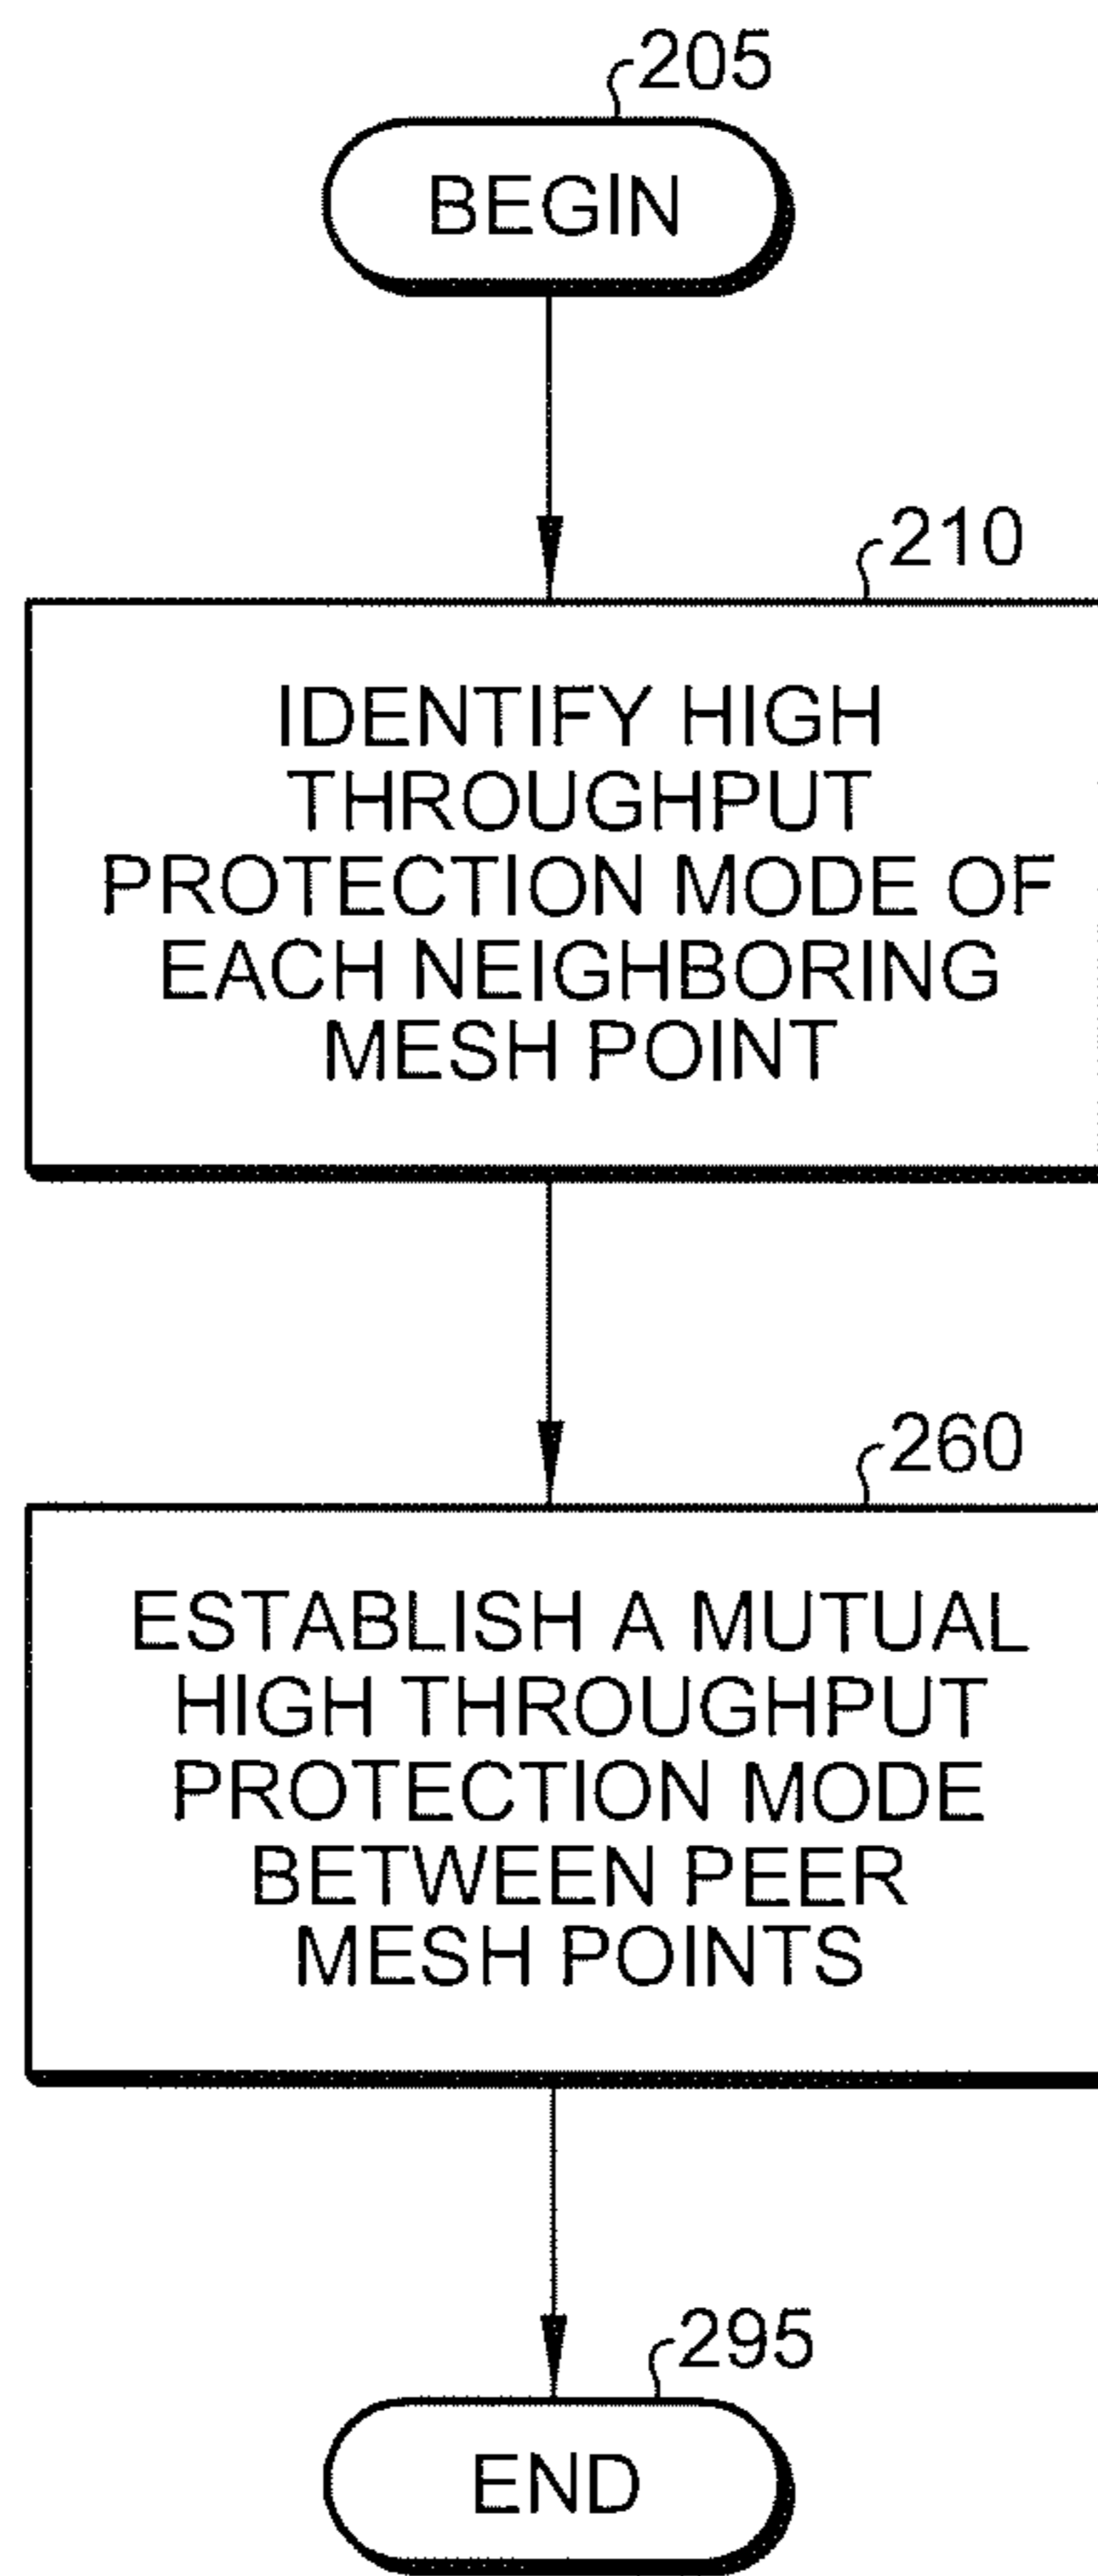 205
BEGIN
210
IDENTIFY HIGH
THROUGHPUT
PROTECTION MODE OF
EACH NEIGHBORING
MESH POINT
260
ESTABLISH A MUTUAL
HIGH THROUGHPUT
PROTECTION MODE
BETWEEN PEER
MESH POINTS
295
END